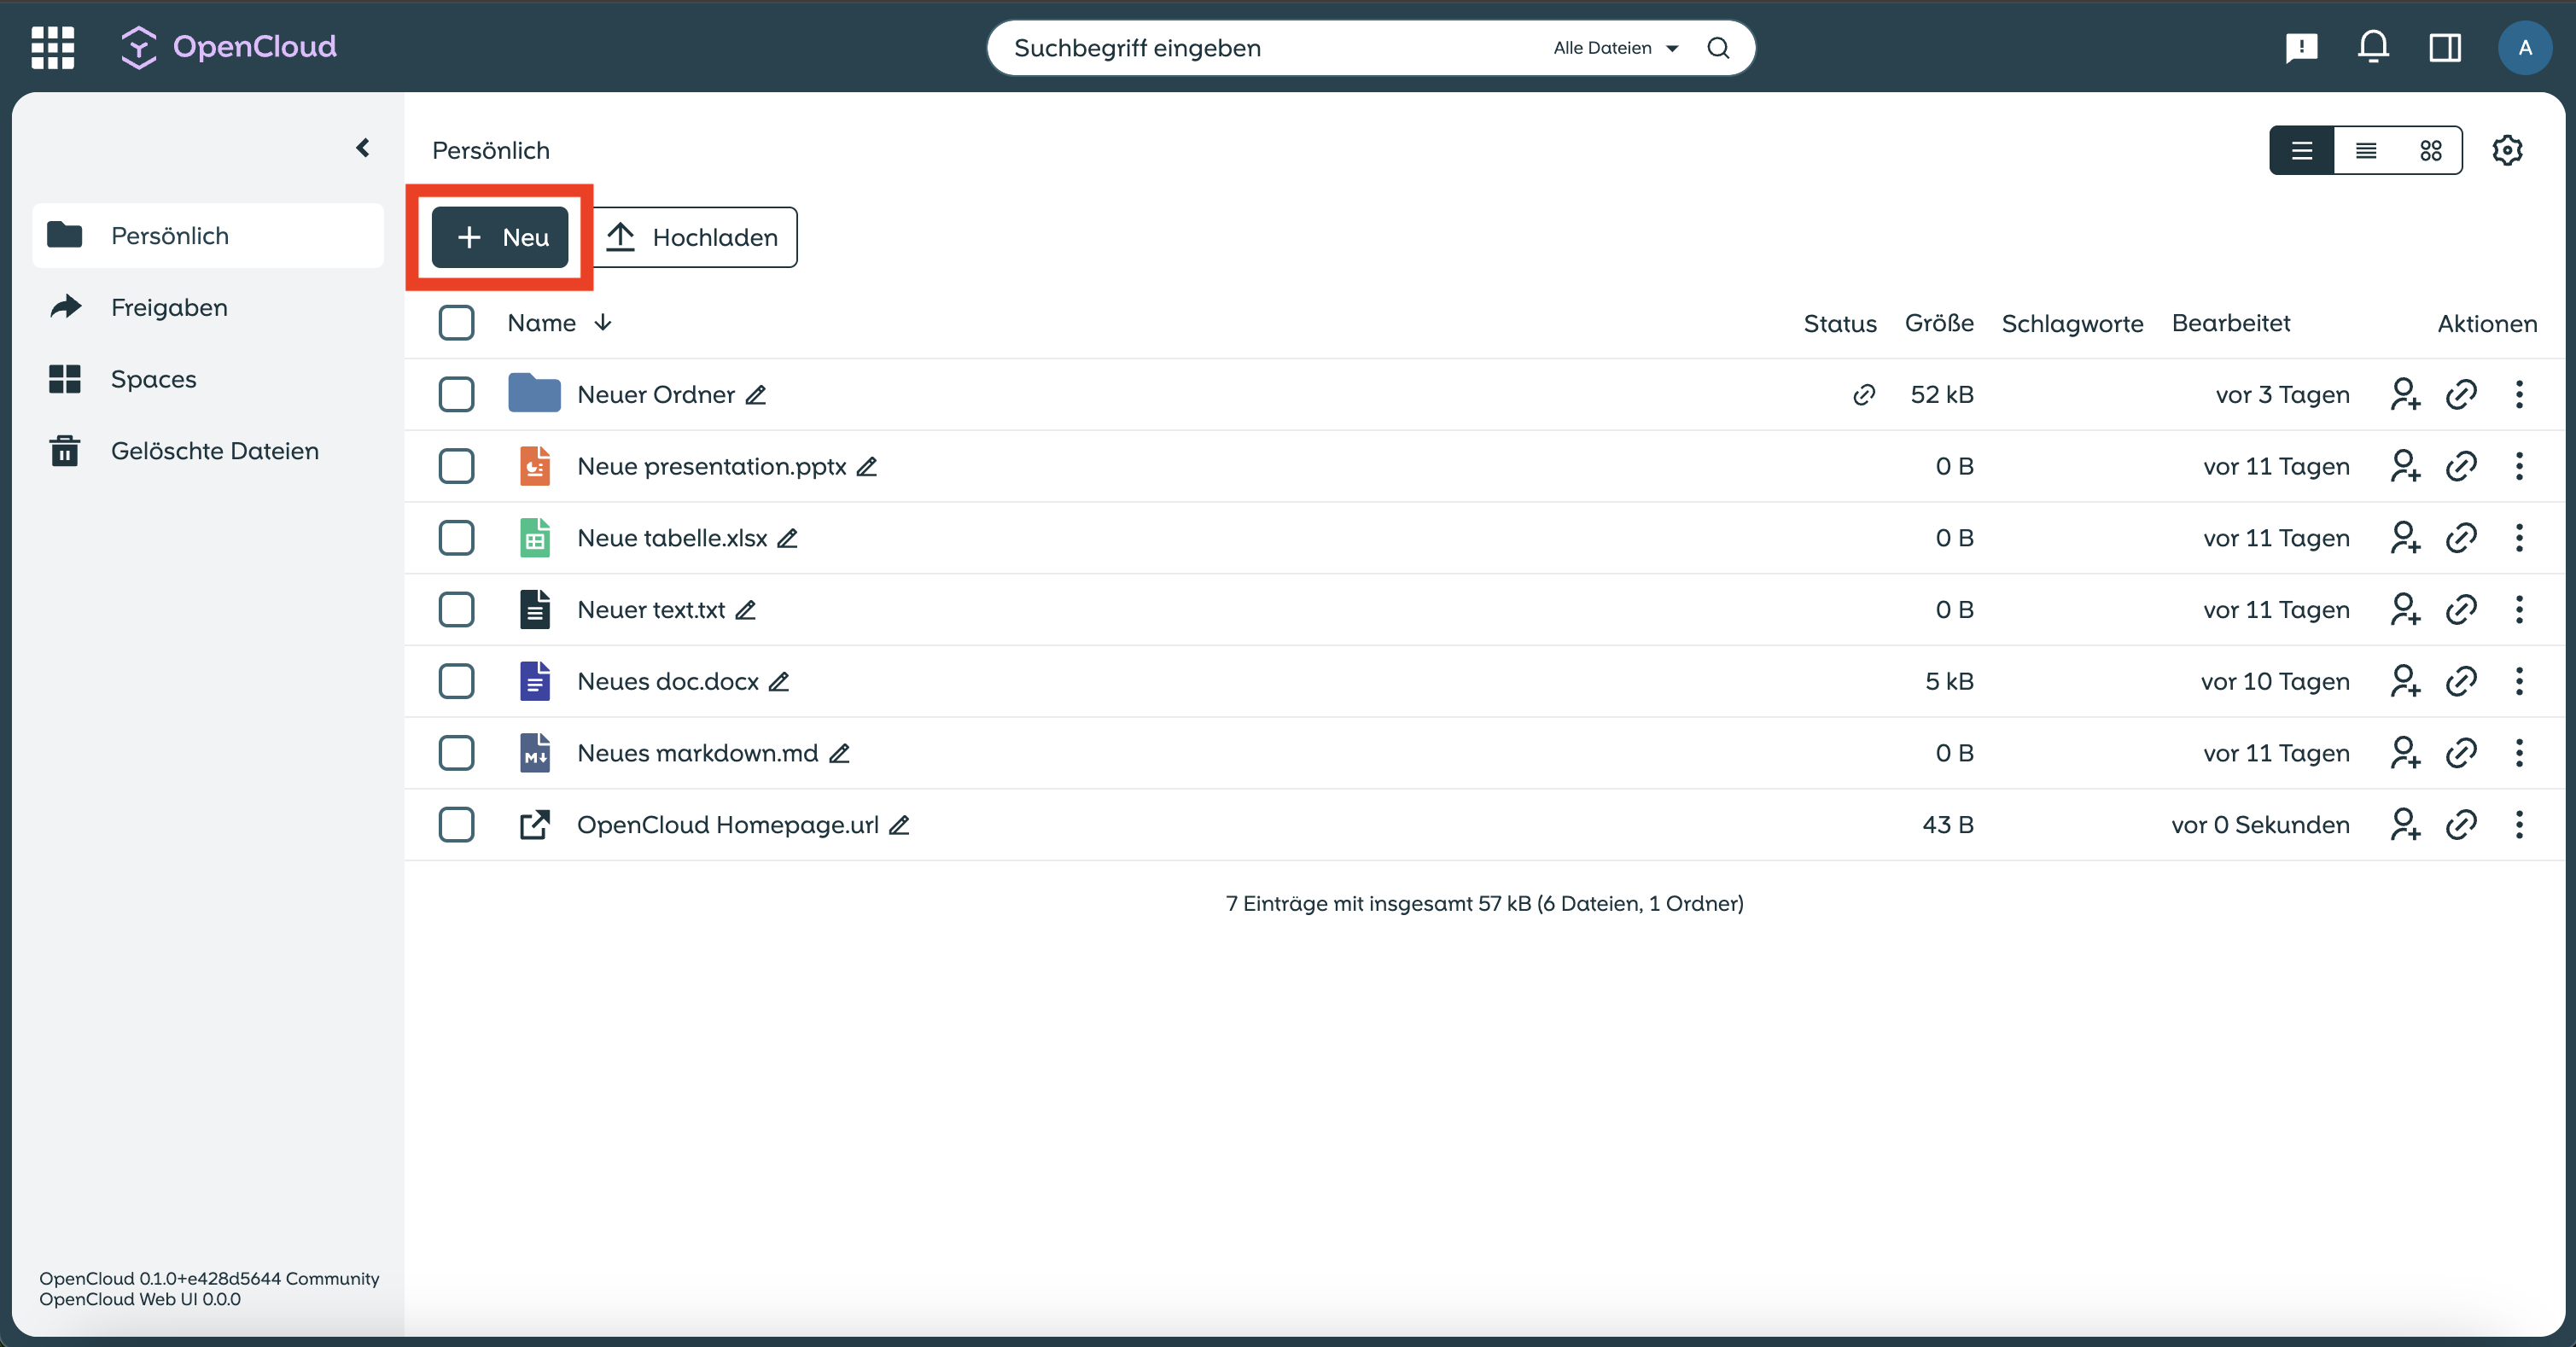 OpenCloud
Suchbegriff eingeben
Alle Dateien
A
Persönlich
Freigaben
Spaces
Gelöschte Dateien
OpenCloud 0.1.0+e428d5644 Community
OpenCloud Web UI 0.0.0
Persönlich
+ Neu
Hochladen
Name Status Größe Schlagworte Bearbeitet Aktionen
Neuer Ordner 52 kB vor 3 Tagen
Neue presentation.pptx 0 B vor 11 Tagen
Neue tabelle.xlsx 0 B vor 11 Tagen
Neuer text.txt 0 B vor 11 Tagen
Neues doc.docx 5 kB vor 10 Tagen
M Neues markdown.md 0 B vor 11 Tagen
OpenCloud Homepage.url 43 B vor 0 Sekunden
7 Einträge mit insgesamt 57 kB (6 Dateien, 1 Ordner)